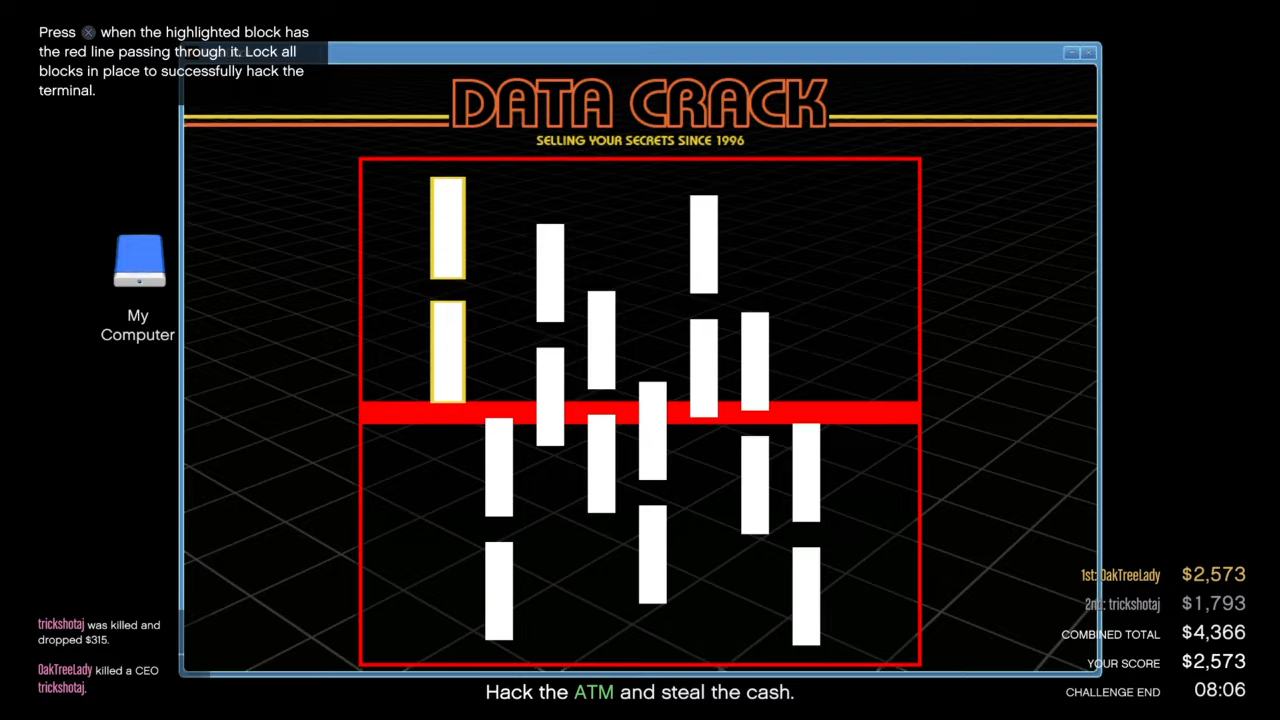 Press ⊗ when the highlighted block has
the red line passing through it. Lock all
blocks in place to successfully hack the
terminal.
DATA CRACK
SELLING YOUR SECRETS SINCE 1996
My
Computer
1st: OakTreeLady $2,573
2nd: trickshotaj $1,793
COMBINED TOTAL $4,366
YOUR SCORE $2,573
CHALLENGE END 08:06
trickshotaj was killed and
dropped $315.
OakTreeLady killed a CEO
trickshotaj.
Hack the ATM and steal the cash.